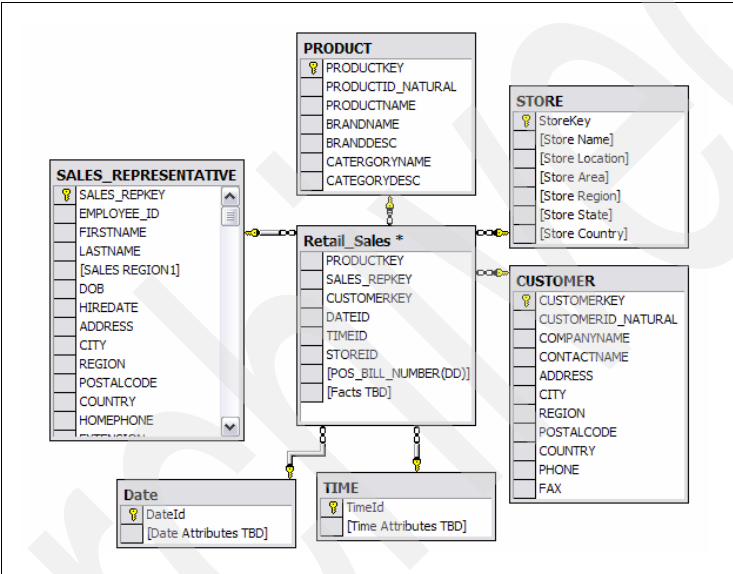 PRODUCT
PRODUCTKEY
PRODUCTID_NATURAL
PRODUCTNAME
BRANDNAME
BRANDDESC
CATERGORYNAME
CATEGORYDESC
STORE
StoreKey
[Store Name]
[Store Location]
[Store Area]
[Store Region]
[Store State]
[Store Country]
SALES_REPRESENTATIVE
SALES_REPKEY
EMPLOYEE_ID
FIRSTNAME
LASTNAME
[SALES REGION1]
DOB
HIREDATE
ADDRESS
CITY
REGION
POSTALCODE
COUNTRY
HOMEPHONE
Retail_Sales *
PRODUCTKEY
SALES_REPKEY
CUSTOMERKEY
DATEID
TIMEID
STOREID
[POS_BILL_NUMBER(DD)]
[Facts TBD]
CUSTOMER
CUSTOMERKEY
CUSTOMERID_NATURAL
COMPANYNAME
CONTACTNAME
ADDRESS
CITY
REGION
POSTALCODE
COUNTRY
PHONE
FAX
Date
DateId
[Date Attributes TBD]
TIME
TimeId
[Time Attributes TBD]